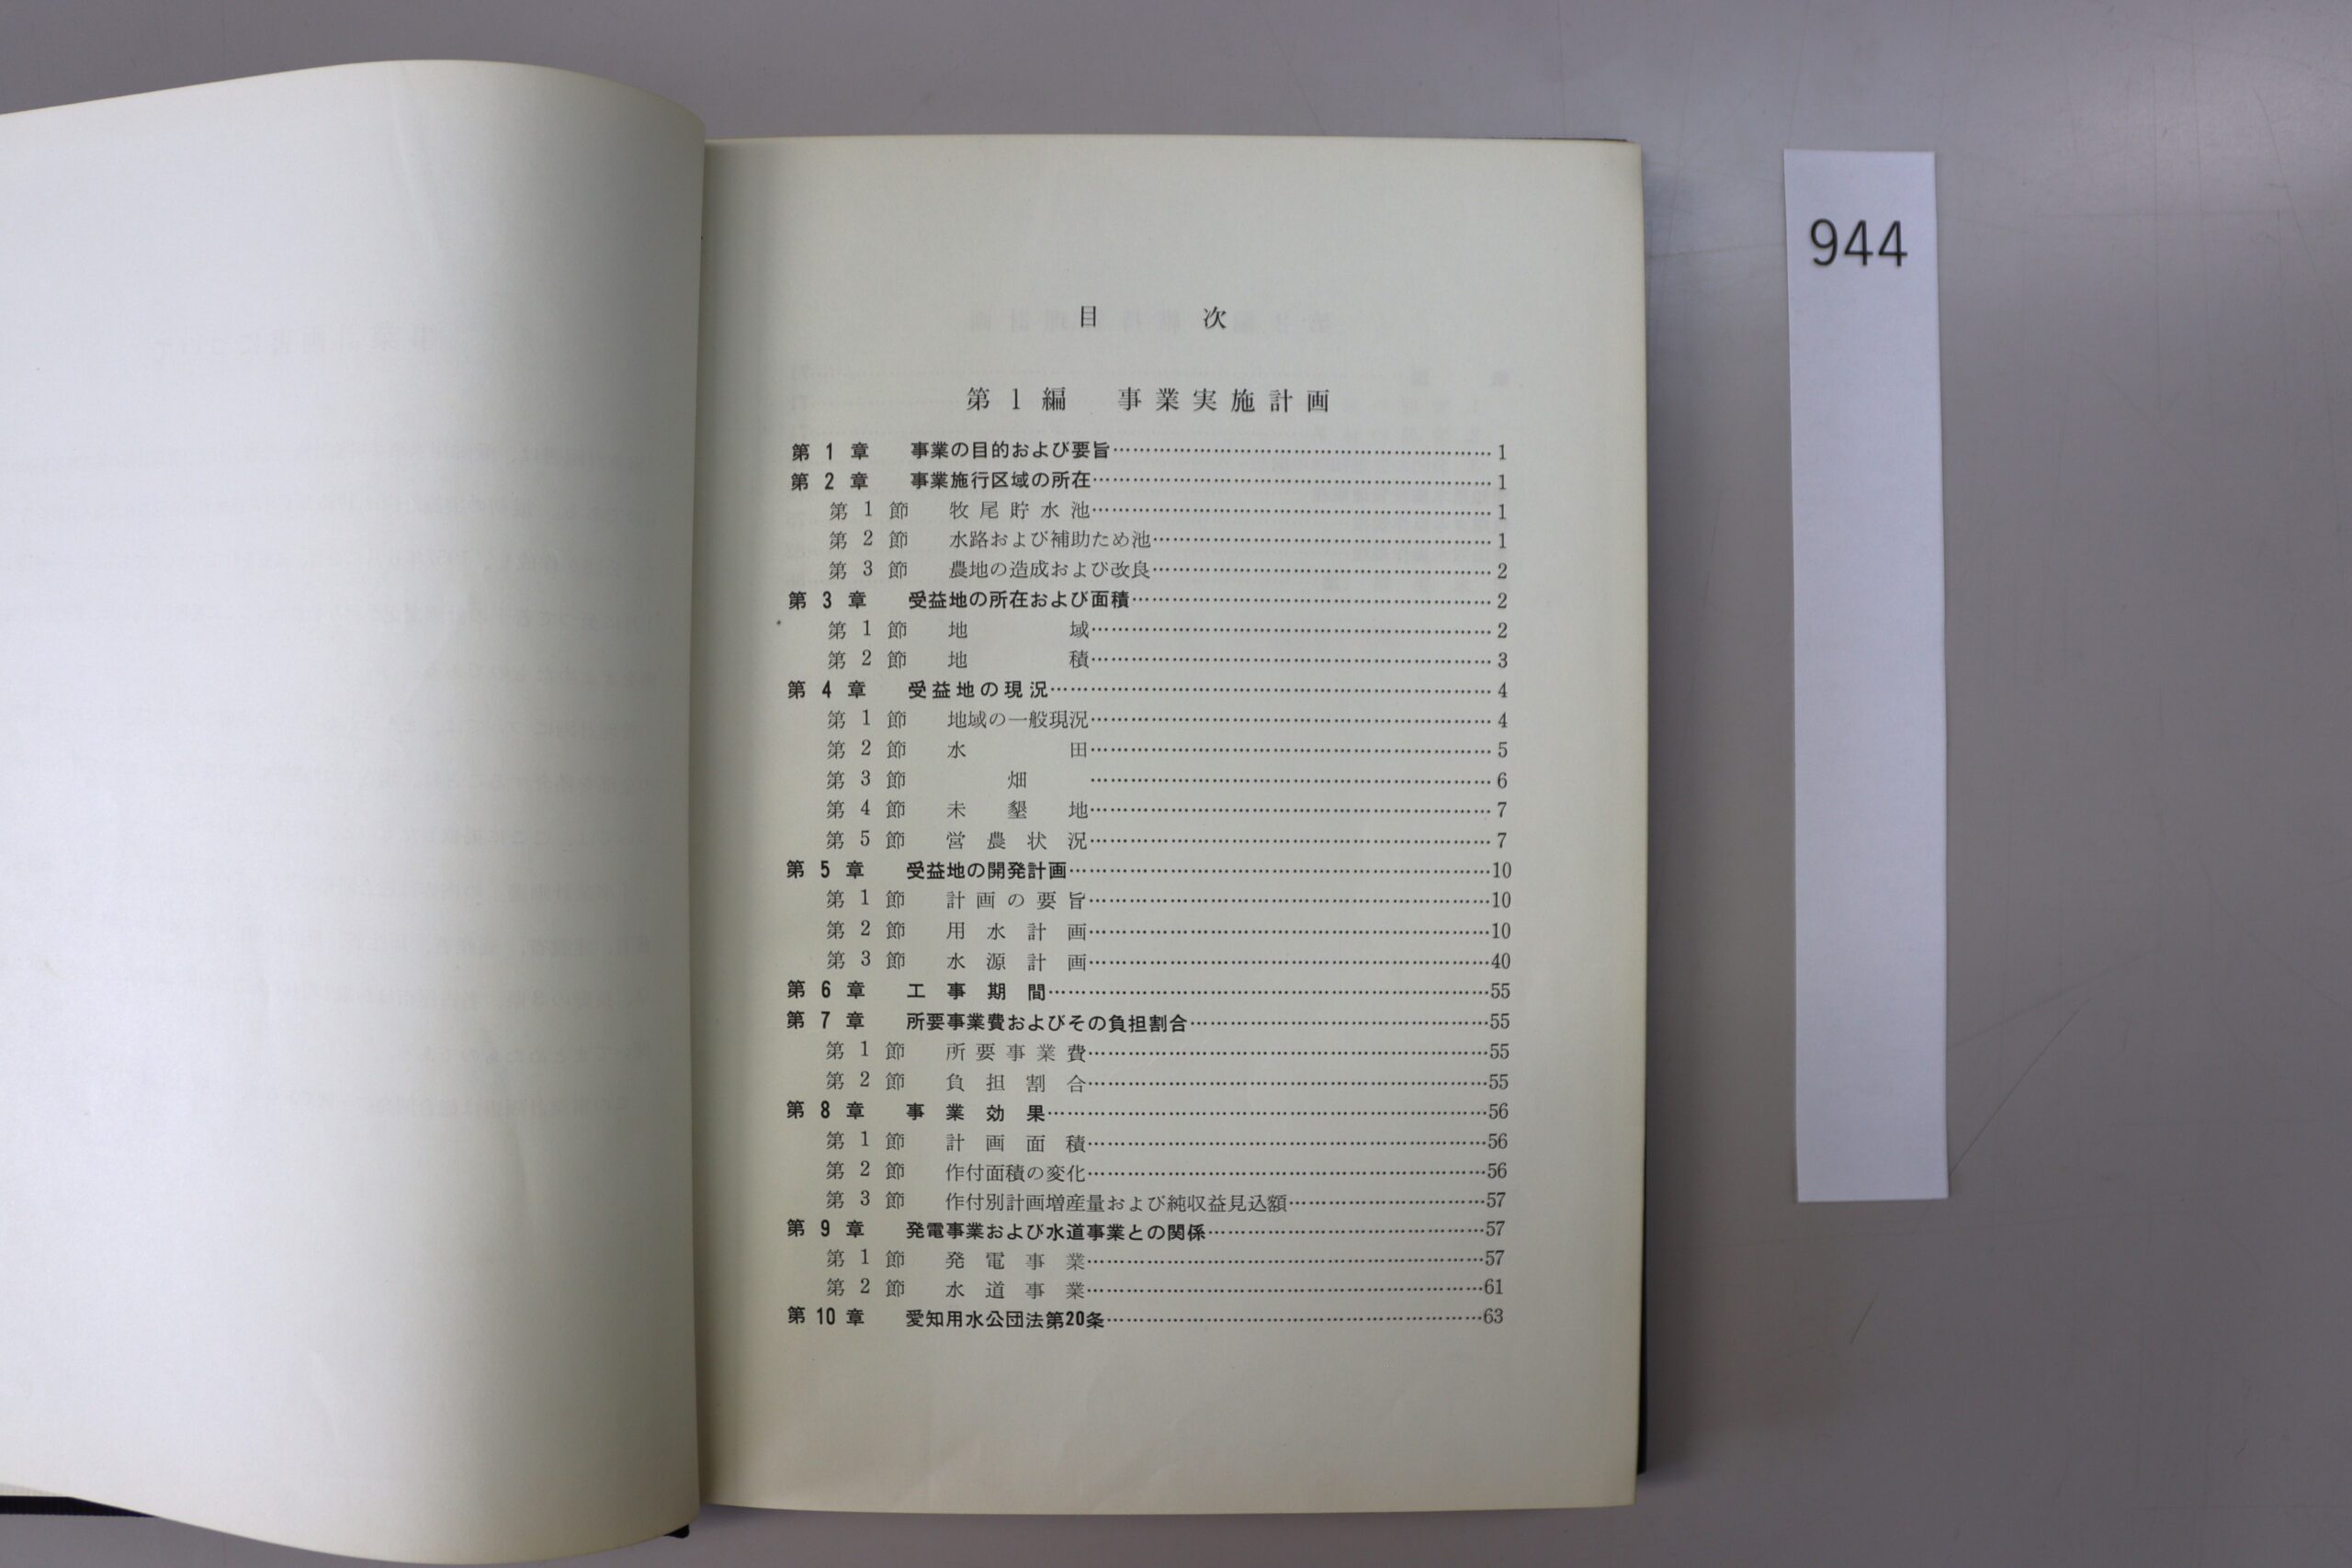 目 次
第1編 事業実施計画
第1章 事業の目的および要旨……1
第2章 事業施行区域の所在……1
第1節 牧尾貯水池……1
第2節 水路および補助ため池……1
第3節 農地の造成および改良……2
第3章 受益地の所在および面積……2
第1節 地域……2
第2節 地積……3
第4章 受益地の現況……4
第1節 地域の一般現況……4
第2節 水田……5
第3節 畑……6
第4節 未墾地……7
第5節 営農状況……7
第5章 受益地の開発計画……10
第1節 計画の要旨……10
第2節 用水計画……10
第3節 水源計画……40
第6章 工事期間……55
第7章 所要事業費およびその負担割合……55
第1節 所要事業費……55
第2節 負担割合……55
第8章 事業効果……56
第1節 計画面積……56
第2節 作付面積の変化……56
第3節 作付別計画増産量および純収益見込額……57
第9章 発電事業および水道事業との関係……57
第1節 発電事業……57
第2節 水道事業……61
第10章 愛知用水公団法第20条……63
944